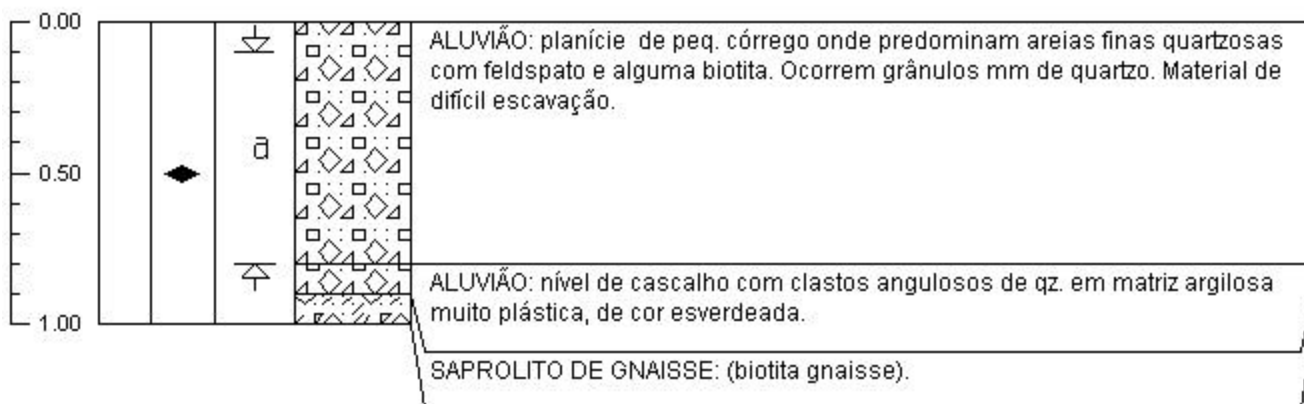 0.00
ALUVIÃO: planície de peq. córrego onde predominam areias finas quartzosas
com feldspato e alguma biotita. Ocorrem grânulos mm de quartzo. Material de
difícil escavação.
a
0.50
ALUVIÃO: nível de cascalho com clastos angulosos de qz. em matriz argilosa
muito plástica, de cor esverdeada.
1.00
SAPROLITO DE GNAISSE: (biotita gnaisse).